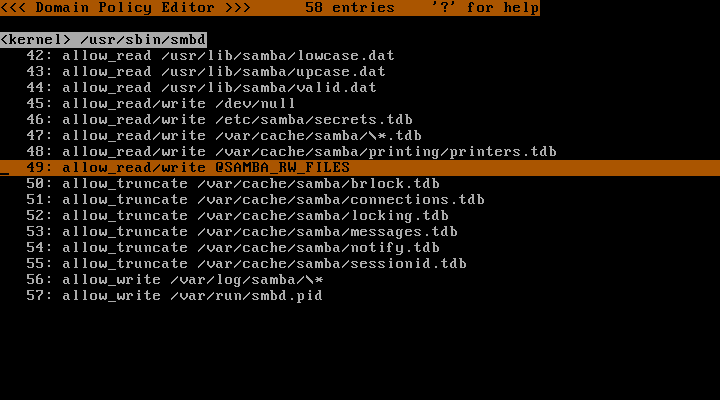 <<< Domain Policy Editor >>>      58 entries    '?' for help
<kernel> /usr/sbin/smbd
42: allow_read /usr/lib/samba/lowcase.dat
43: allow_read /usr/lib/samba/upcase.dat
44: allow_read /usr/lib/samba/valid.dat
45: allow_read/write /dev/null
46: allow_read/write /etc/samba/secrets.tdb
47: allow_read/write /var/cache/samba/\*.tdb
48: allow_read/write /var/cache/samba/printing/printers.tdb
49: allow_read/write @SAMBA_RW_FILES
50: allow_truncate /var/cache/samba/brlock.tdb
51: allow_truncate /var/cache/samba/connections.tdb
52: allow_truncate /var/cache/samba/locking.tdb
53: allow_truncate /var/cache/samba/messages.tdb
54: allow_truncate /var/cache/samba/notify.tdb
55: allow_truncate /var/cache/samba/sessionid.tdb
56: allow_write /var/log/samba/\*
57: allow_write /var/run/smbd.pid